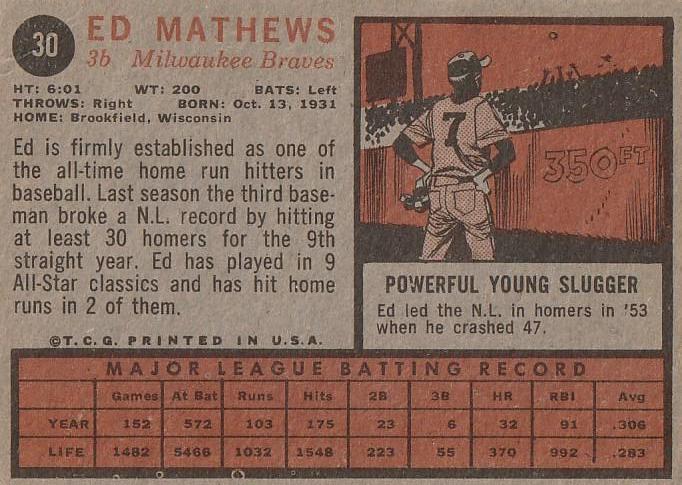 30
ED MATHEWS
3b Milwaukee Braves
HT: 6:01 WT: 200 BATS: Left
THROWS: Right BORN: Oct. 13, 1931
HOME: Brookfield, Wisconsin
Ed is firmly established as one of
the all-time home run hitters in
baseball. Last season the third base-
man broke a N.L. record by hitting
at least 30 homers for the 9th
straight year. Ed has played in 9
All-Star classics and has hit home
runs in 2 of them.
©T.C.G. PRINTED IN U.S.A.
7
350 FT
POWERFUL YOUNG SLUGGER
Ed led the N.L. in homers in '53
when he crashed 47.
MAJOR LEAGUE BATTING RECORD
Games At Bat Runs Hits 2B 3B HR RBI Avg
YEAR 152 572 103 175 23 6 32 91 .306
LIFE 1482 5466 1032 1548 223 55 370 992 .283